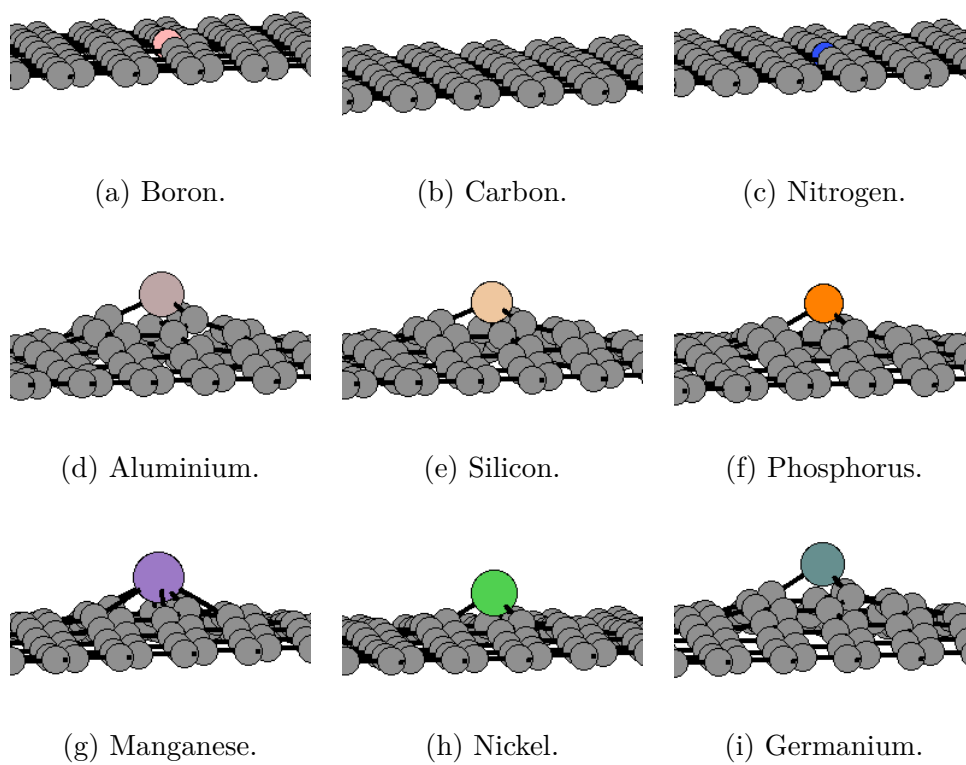 (a) Boron.
(b) Carbon.
(c) Nitrogen.
(d) Aluminium.
(e) Silicon.
(f) Phosphorus.
(g) Manganese.
(h) Nickel.
(i) Germanium.